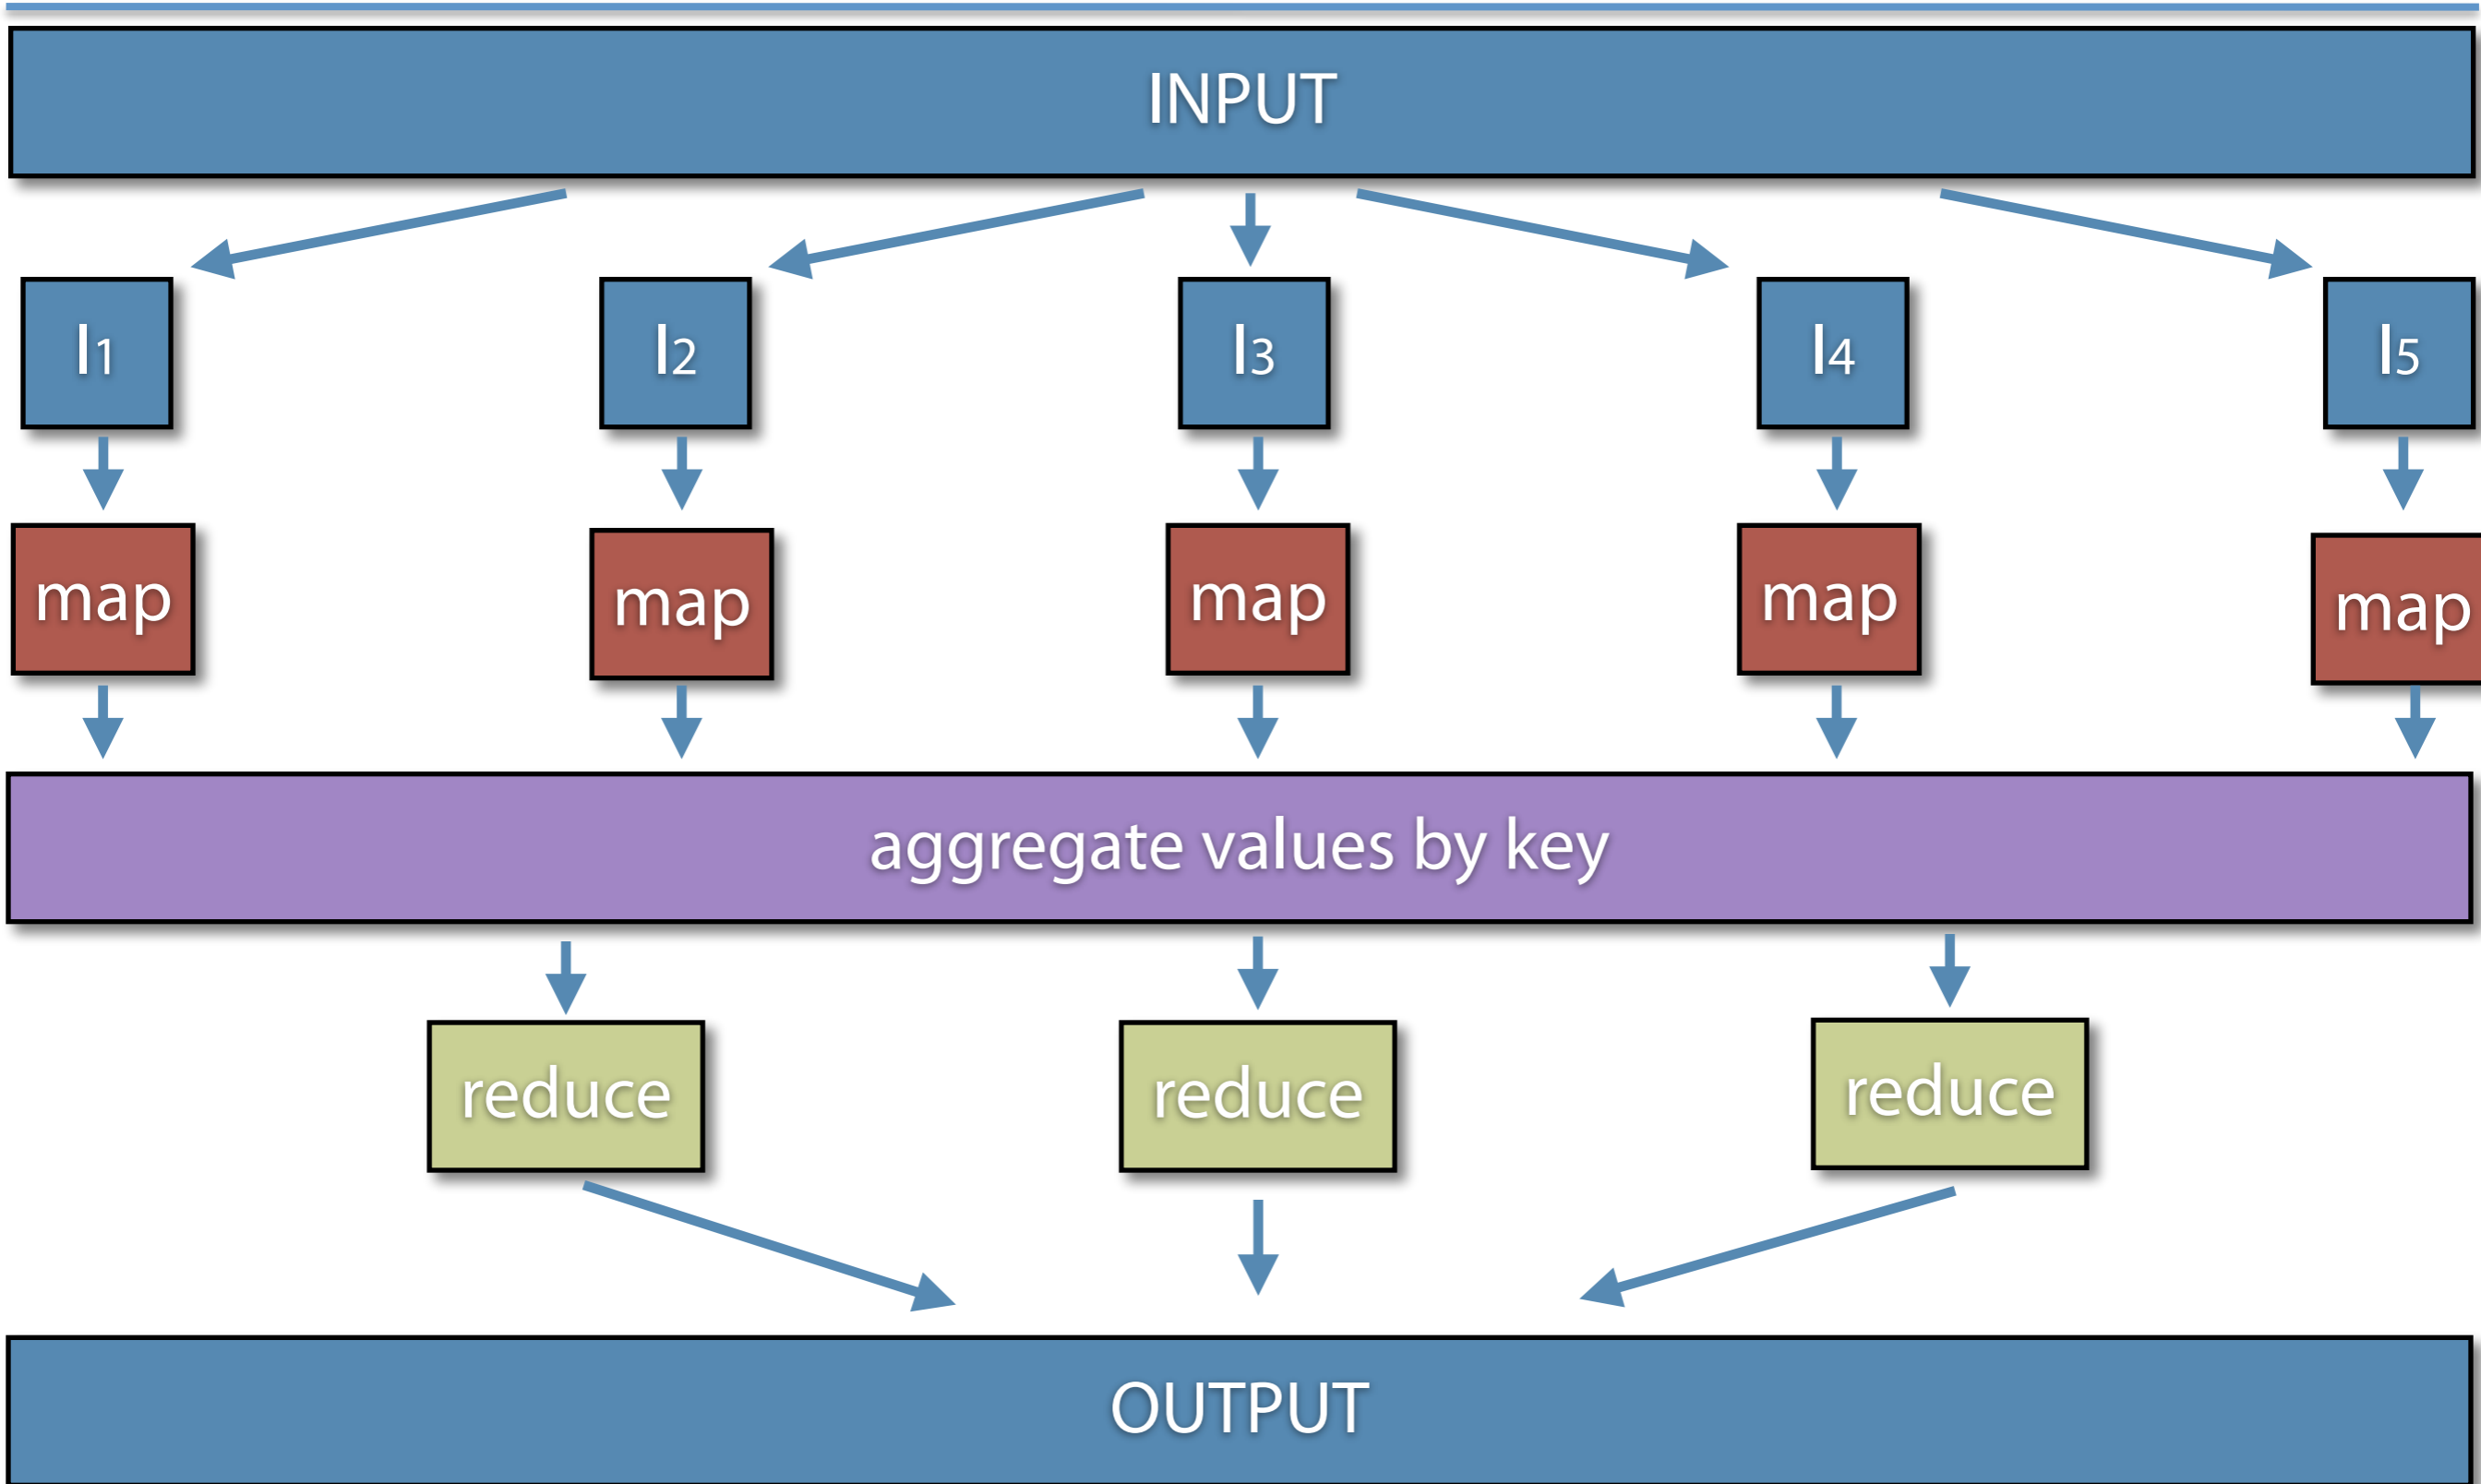 INPUT
I1 I2 I3 I4 I5
map map map map map
aggregate values by key
reduce reduce reduce
OUTPUT